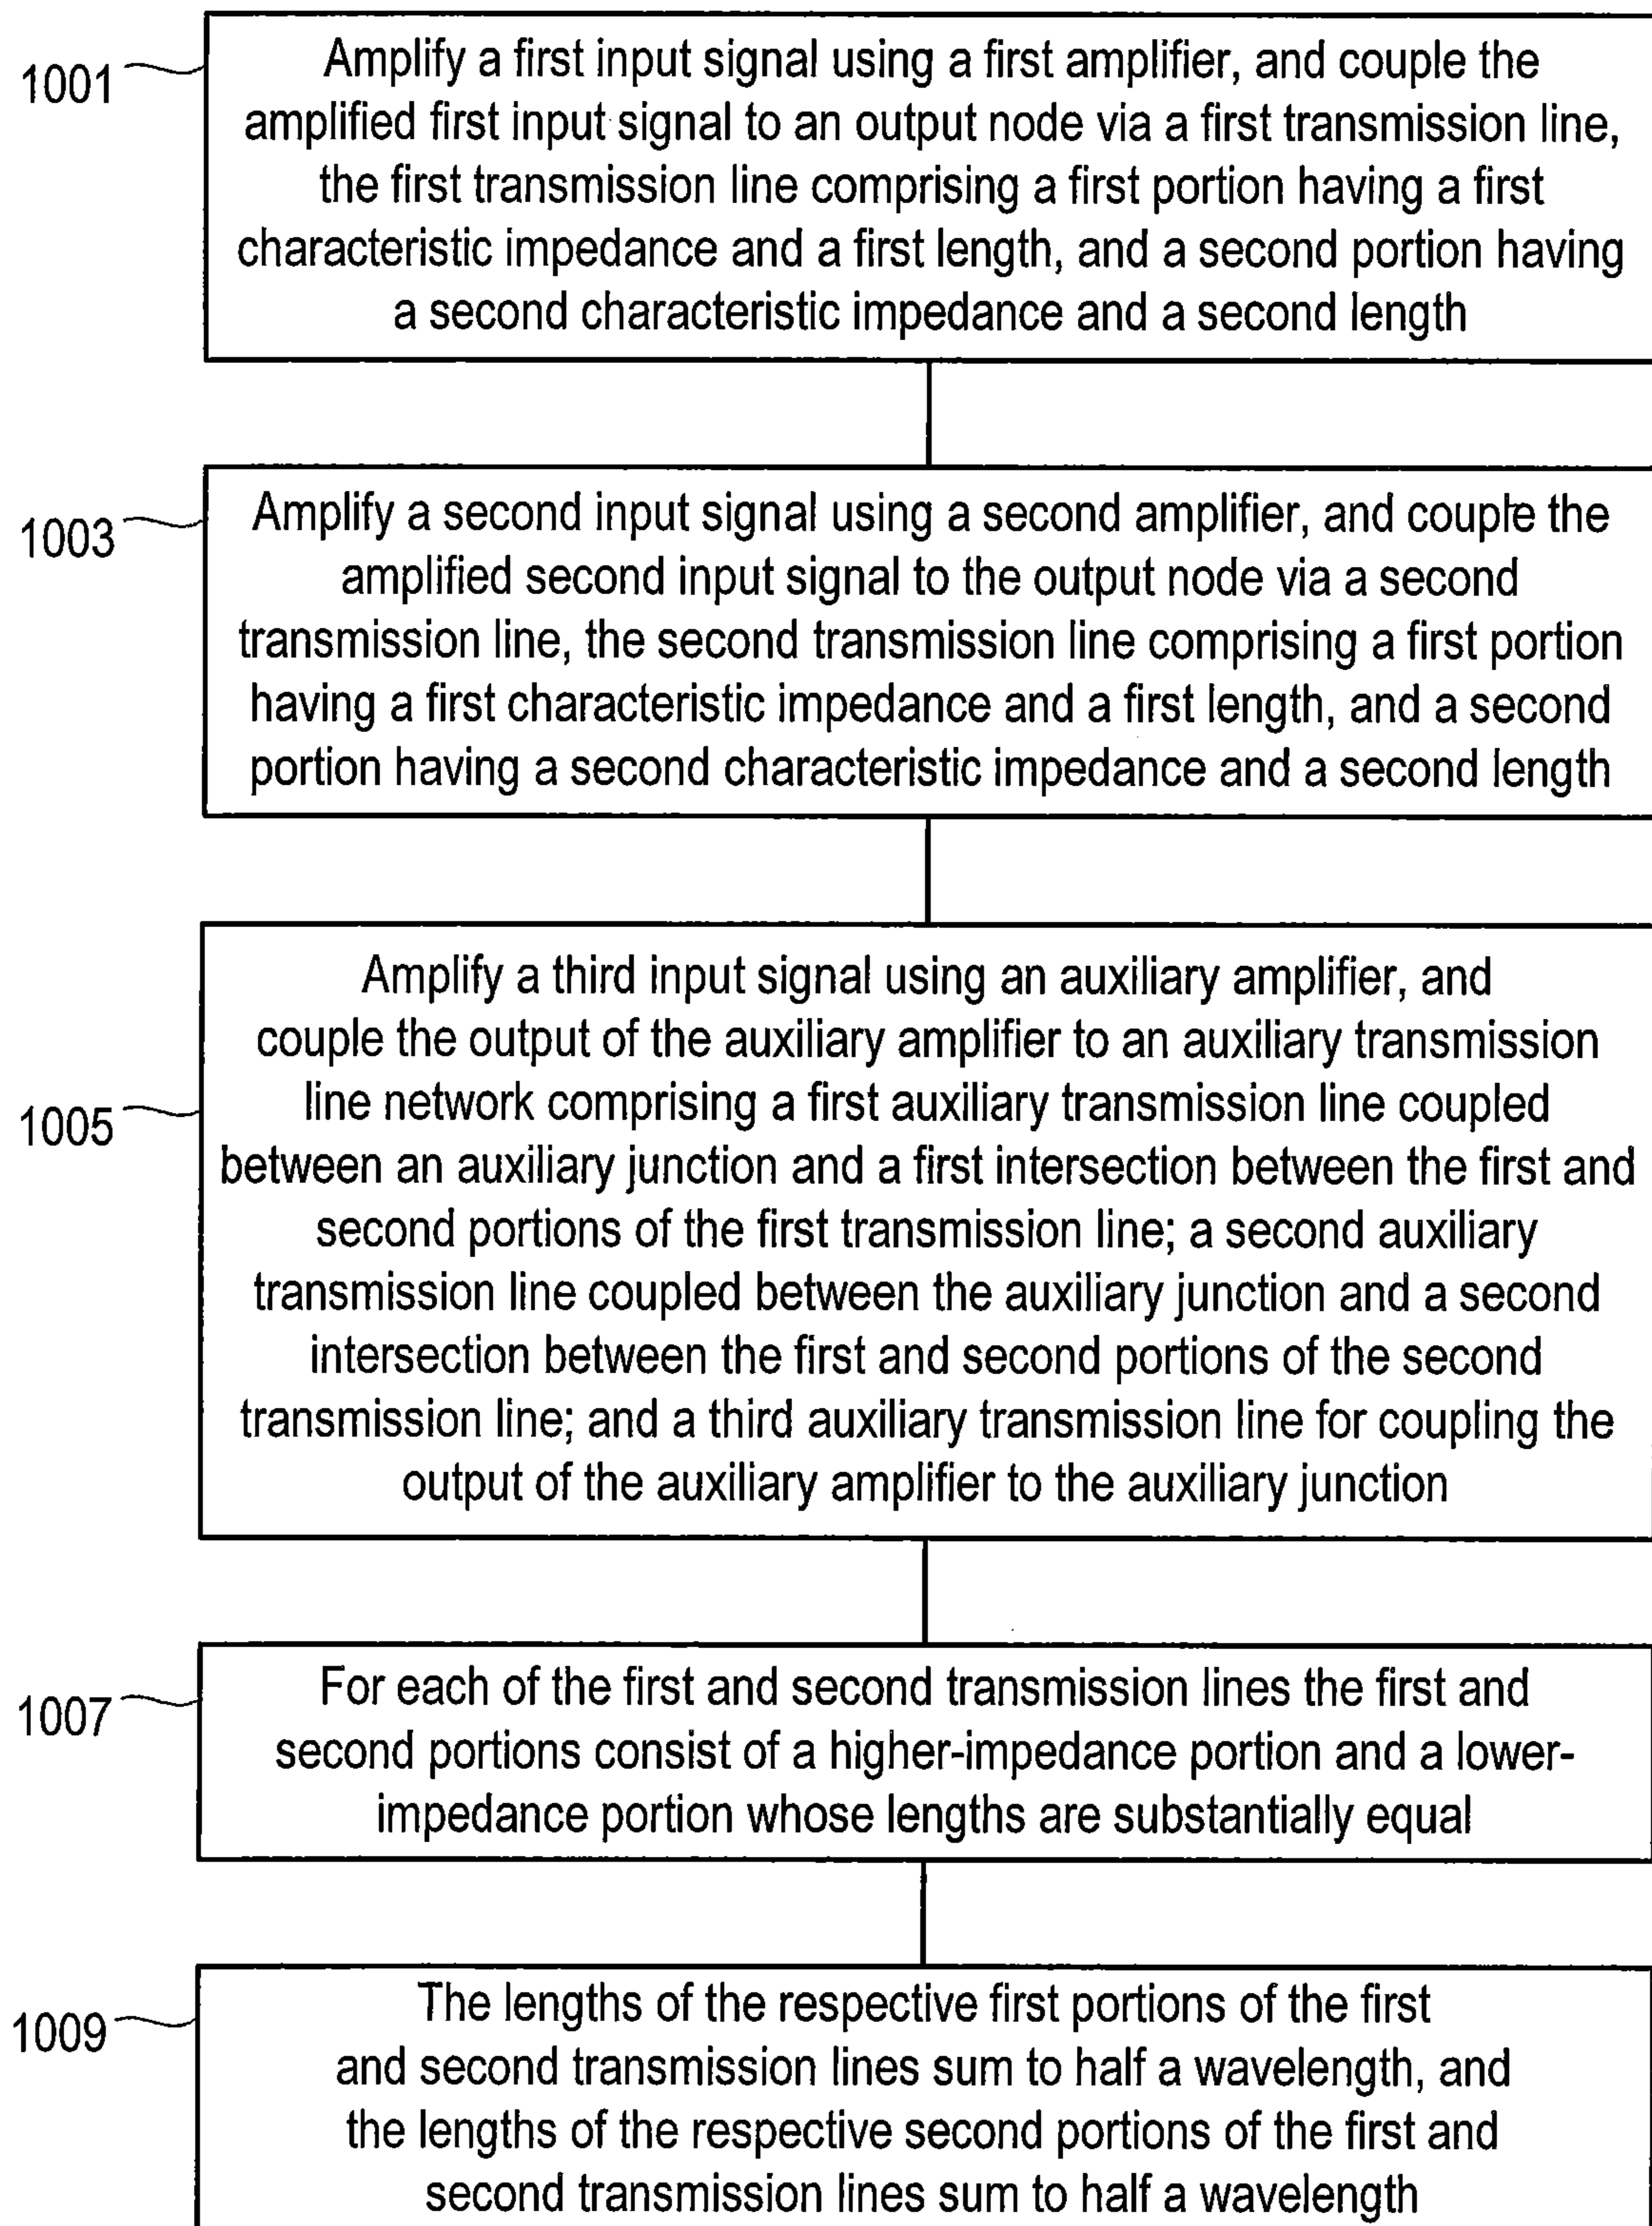 1001
Amplify a first input signal using a first amplifier, and couple the
amplified first input signal to an output node via a first transmission line,
the first transmission line comprising a first portion having a first
characteristic impedance and a first length, and a second portion having
a second characteristic impedance and a second length
1003
Amplify a second input signal using a second amplifier, and couple the
amplified second input signal to the output node via a second
transmission line, the second transmission line comprising a first portion
having a first characteristic impedance and a first length, and a second
portion having a second characteristic impedance and a second length
1005
Amplify a third input signal using an auxiliary amplifier, and
couple the output of the auxiliary amplifier to an auxiliary transmission
line network comprising a first auxiliary transmission line coupled
between an auxiliary junction and a first intersection between the first and
second portions of the first transmission line; a second auxiliary
transmission line coupled between the auxiliary junction and a second
intersection between the first and second portions of the second
transmission line; and a third auxiliary transmission line for coupling the
output of the auxiliary amplifier to the auxiliary junction
1007
For each of the first and second transmission lines the first and
second portions consist of a higher-impedance portion and a lower-
impedance portion whose lengths are substantially equal
1009
The lengths of the respective first portions of the first
and second transmission lines sum to half a wavelength, and
the lengths of the respective second portions of the first and
second transmission lines sum to half a wavelength